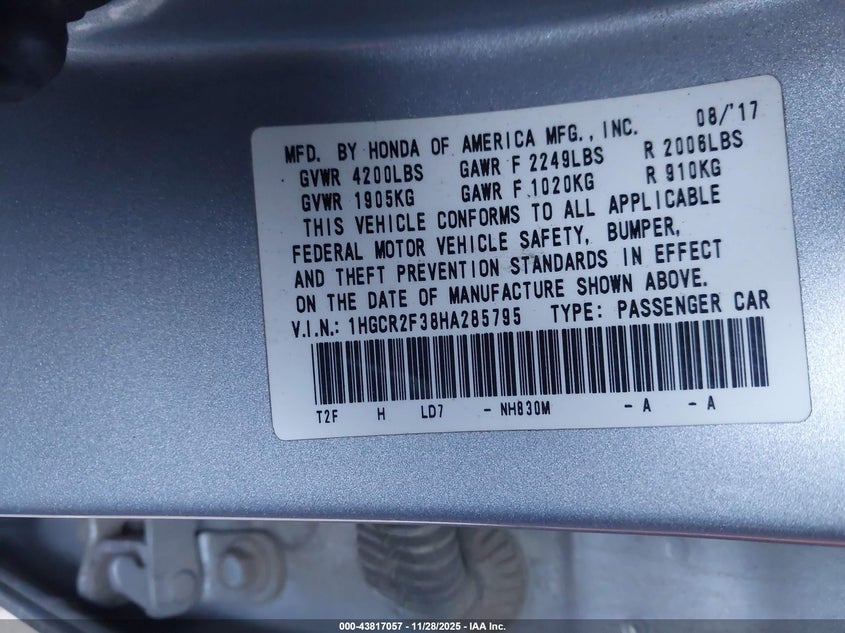 MFD. BY HONDA OF AMERICA MFG., INC. 08/'17
GVWR 4200LBS GAWR F 2249LBS R 2006LBS
GVWR 1905KG GAWR F 1020KG R 910KG
THIS VEHICLE CONFORMS TO ALL APPLICABLE
FEDERAL MOTOR VEHICLE SAFETY, BUMPER,
AND THEFT PREVENTION STANDARDS IN EFFECT
ON THE DATE OF MANUFACTURE SHOWN ABOVE.
V.I.N.: 1HGCR2F38HA285795 TYPE: PASSENGER CAR
T2F H LD7 - NH830M - A - A
000-43817057 | 11/28/2025 - IAA Inc.